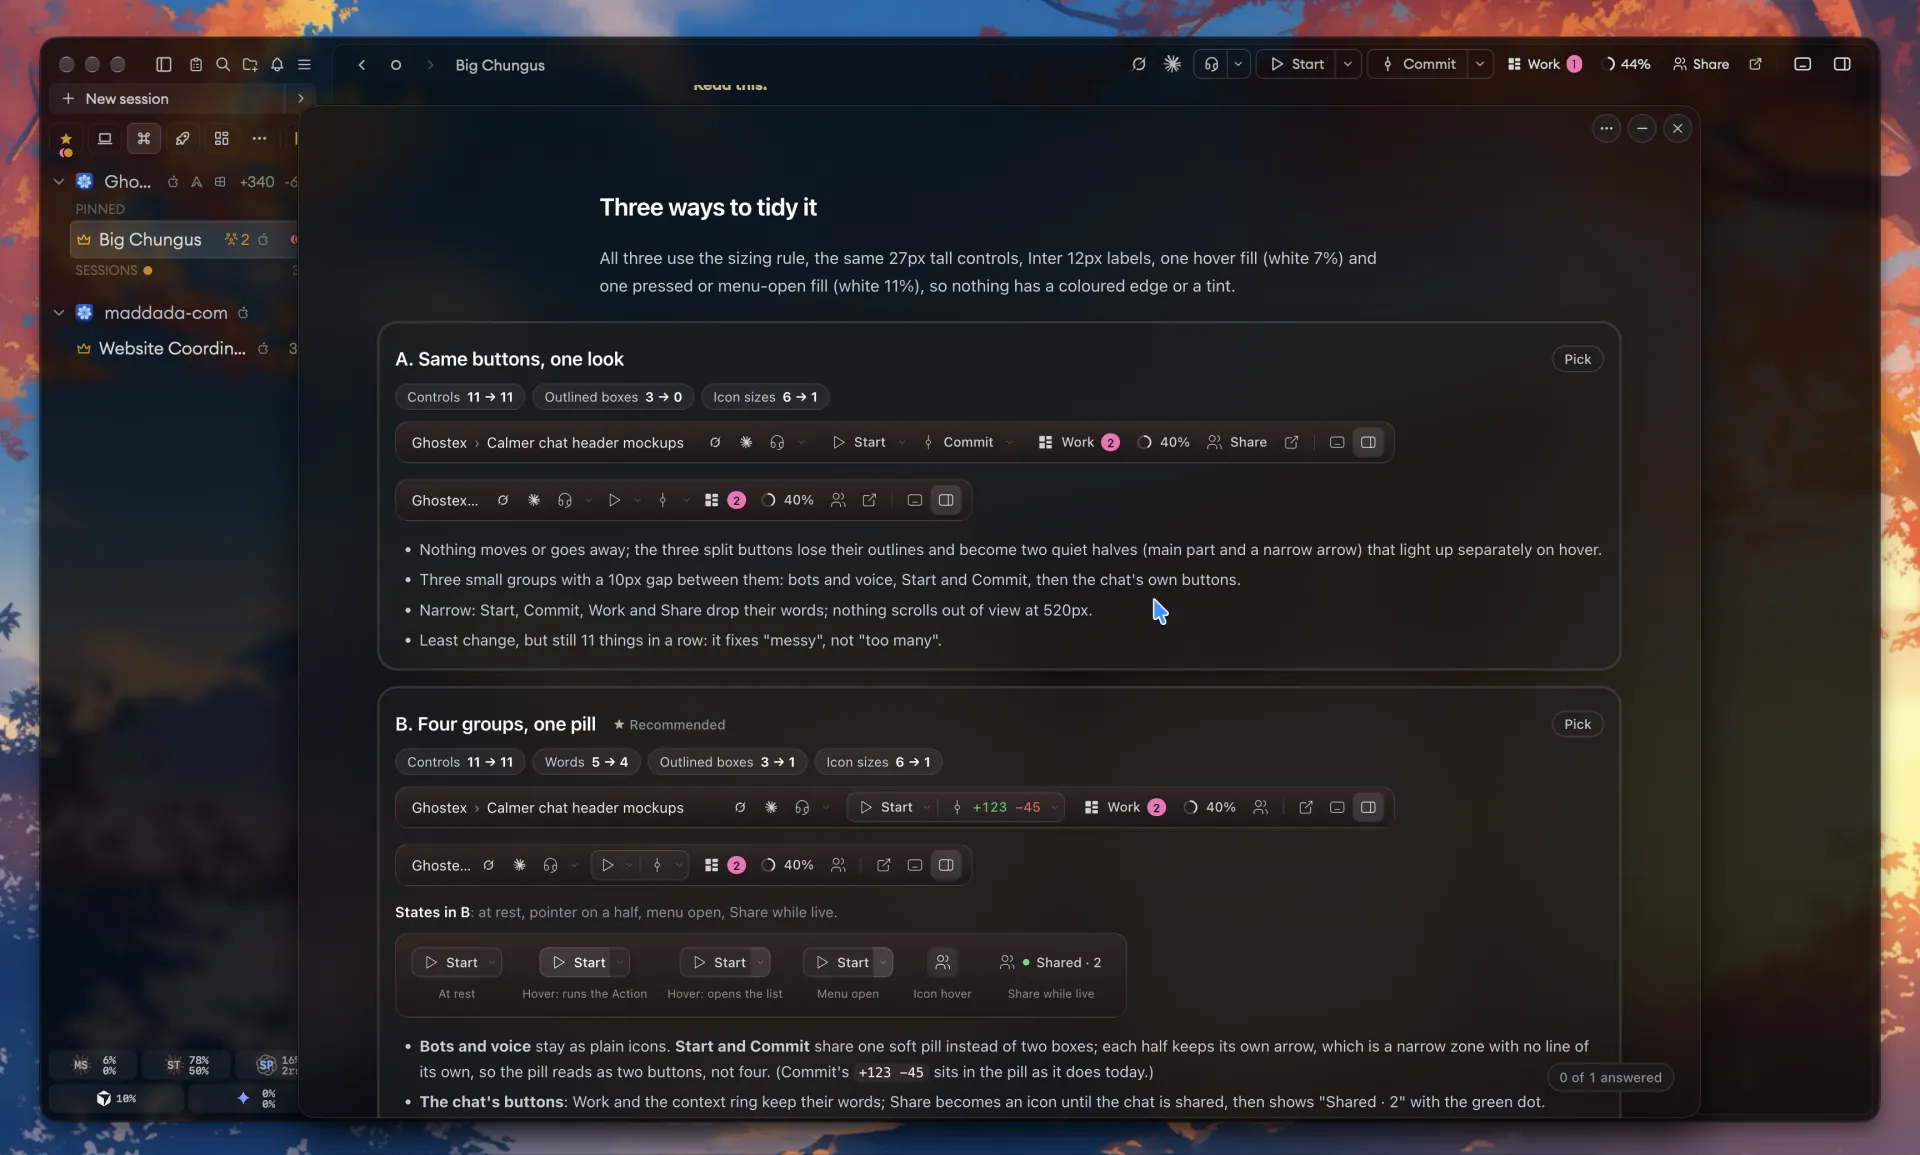 Big Chungus
Start
Commit
Work 1
44%
Share
New session
Read this.
Gho...
+340
PINNED
Big Chungus
2
SESSIONS
maddada-com
Website Coordin...
3
MS 6% 0%
ST 78% 50%
SP
10%
0% 0%
Three ways to tidy it
All three use the sizing rule, the same 27px tall controls, Inter 12px labels, one hover fill (white 7%) and
one pressed or menu-open fill (white 11%), so nothing has a coloured edge or a tint.
A. Same buttons, one look
Pick
Controls 11 → 11
Outlined boxes 3 → 0
Icon sizes 6 → 1
Ghostex › Calmer chat header mockups
Start
Commit
Work 2
40%
Share
Ghostex...
2
40%
• Nothing moves or goes away; the three split buttons lose their outlines and become two quiet halves (main part and a narrow arrow) that light up separately on hover.
• Three small groups with a 10px gap between them: bots and voice, Start and Commit, then the chat's own buttons.
• Narrow: Start, Commit, Work and Share drop their words; nothing scrolls out of view at 520px.
• Least change, but still 11 things in a row: it fixes "messy", not "too many".
B. Four groups, one pill
★ Recommended
Pick
Controls 11 → 11
Words 5 → 4
Outlined boxes 3 → 1
Icon sizes 6 → 1
Ghostex › Calmer chat header mockups
Start
+123 −45
Work 2
40%
Ghoste...
2
40%
States in B: at rest, pointer on a half, menu open, Share while live.
Start
Start
Start
Start
Shared · 2
At rest
Hover: runs the Action
Hover: opens the list
Menu open
Icon hover
Share while live
• Bots and voice stay as plain icons. Start and Commit share one soft pill instead of two boxes; each half keeps its own arrow, which is a narrow zone with no line of
its own, so the pill reads as two buttons, not four. (Commit's +123 −45 sits in the pill as it does today.)
• The chat's buttons: Work and the context ring keep their words; Share becomes an icon until the chat is shared, then shows "Shared · 2" with the green dot.
0 of 1 answered